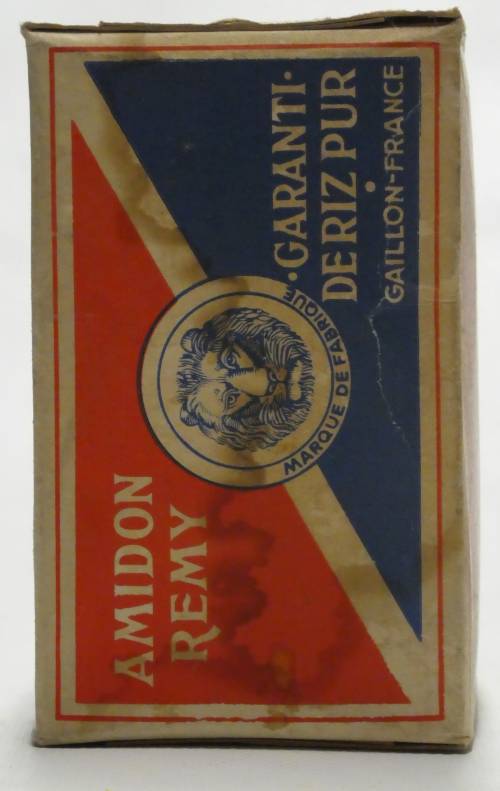 AMIDON
REMY
MARQUE DE FABRIQUE
·GARANTI·
DE RIZ PUR
GAILLON-FRANCE